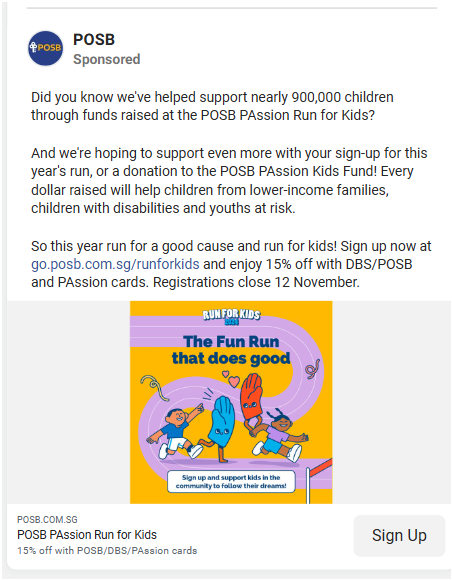 POSB
POSB
Sponsored
Did you know we've helped support nearly 900,000 children
through funds raised at the POSB PAssion Run for Kids?
And we're hoping to support even more with your sign-up for this
year's run, or a donation to the POSB PAssion Kids Fund! Every
dollar raised will help children from lower-income families,
children with disabilities and youths at risk.
So this year run for a good cause and run for kids! Sign up now at
go.posb.com.sg/runforkids and enjoy 15% off with DBS/POSB
and PAssion cards. Registrations close 12 November.
RUN FOR KIDS
The Fun Run
that does good
Sign up and support kids in the
community to follow their dreams!
POSB.COM.SG
POSB PAssion Run for Kids
15% off with POSB/DBS/PAssion cards
Sign Up